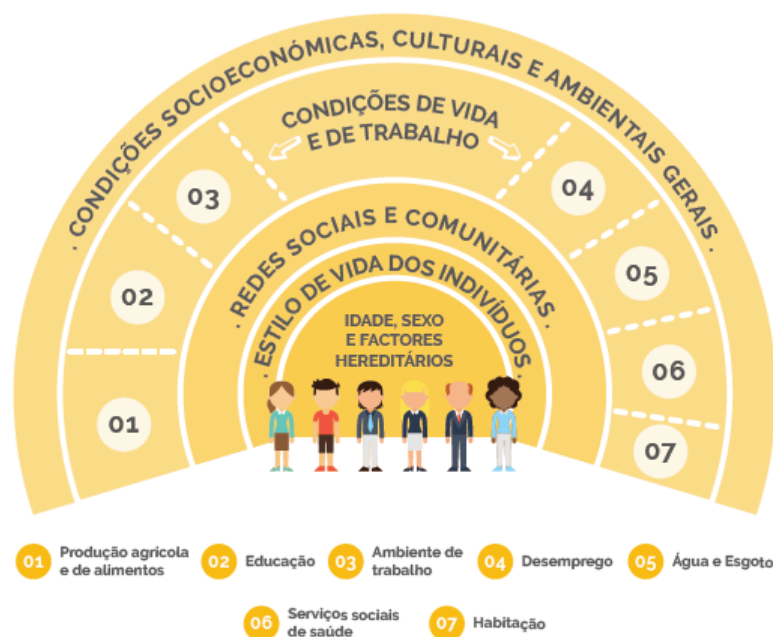 · CONDIÇÕES SOCIOECONÓMICAS, CULTURAIS E AMBIENTAIS GERAIS ·
CONDIÇÕES DE VIDA
E DE TRABALHO
03
04
02
05
01
06
07
· REDES SOCIAIS E COMUNITÁRIAS ·
· ESTILO DE VIDA DOS INDIVÍDUOS ·
IDADE, SEXO
E FACTORES
HEREDITÁRIOS
01 Produção agricola
e de alimentos
02 Educação
03 Ambiente de
trabalho
04 Desemprego
05 Água e Esgoto
06 Serviços sociais
de saúde
07 Habitação